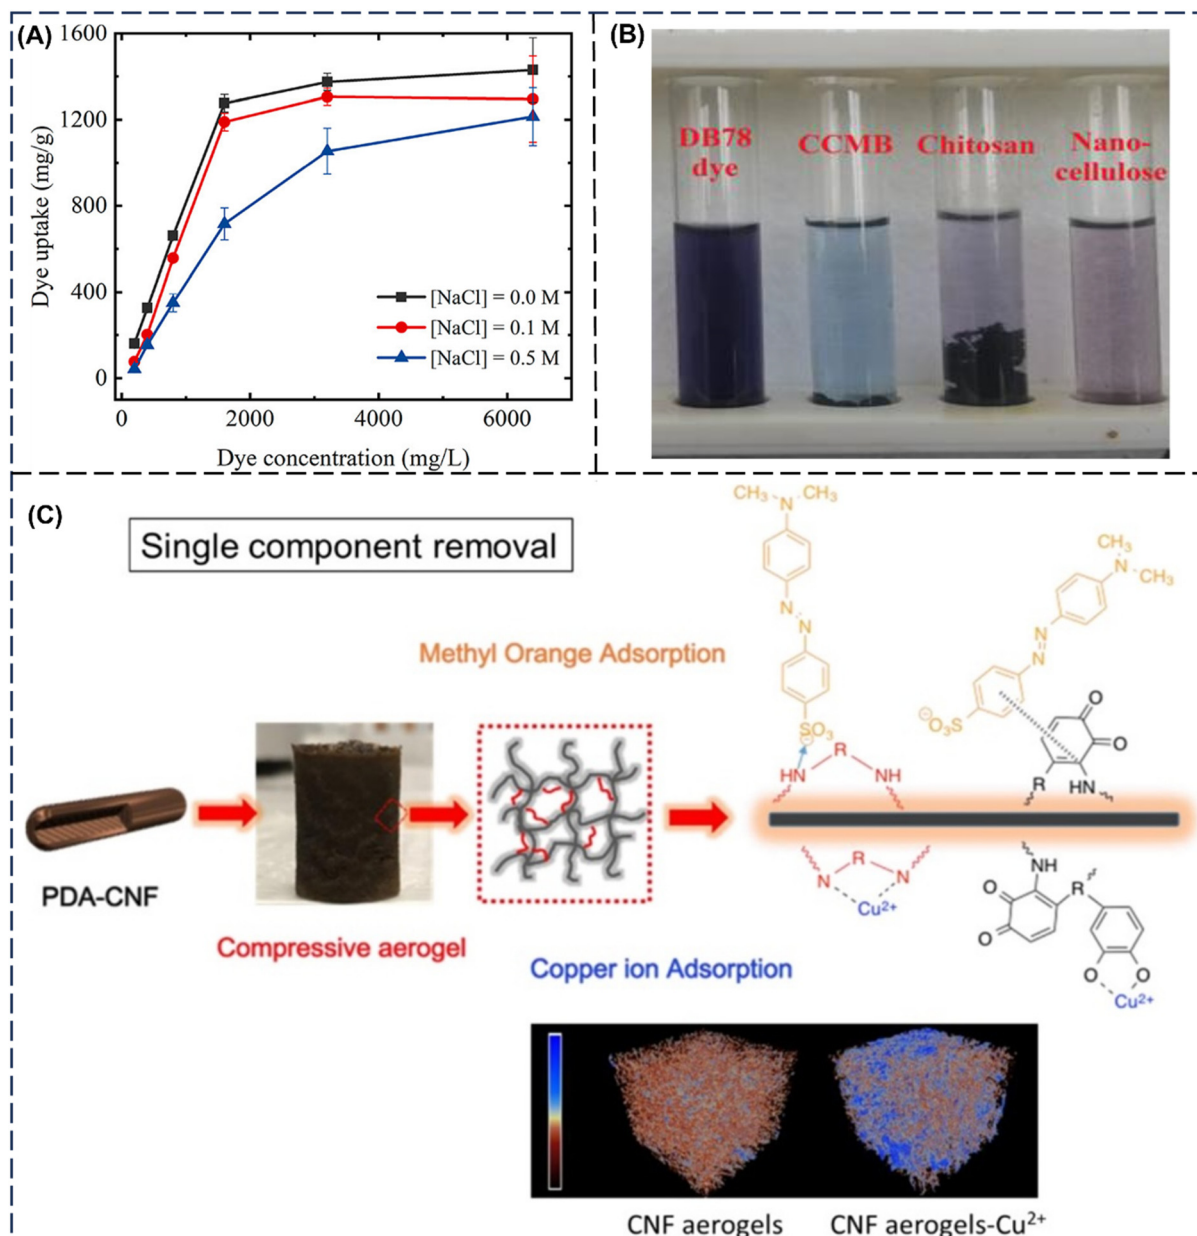 (A)
1600
1200
800
400
0
Dye uptake (mg/g)
[NaCl] = 0.0 M
[NaCl] = 0.1 M
[NaCl] = 0.5 M
0 2000 4000 6000
Dye concentration (mg/L)
(B)
DB78
dye
CCMB
Chitosan
Nano-
cellulose
(C)
Single component removal
Methyl Orange Adsorption
PDA-CNF
Compressive aerogel
Copper ion Adsorption
CH₃
N
CH₃
N
N
SO₃
⊖
HN
R
NH
CH₃
N
CH₃
N
N
⊖O₃S
O
O
R
HN
N
R
N
Cu²⁺
NH
O
O
R
O
O
Cu²⁺
CNF aerogels
CNF aerogels-Cu²⁺